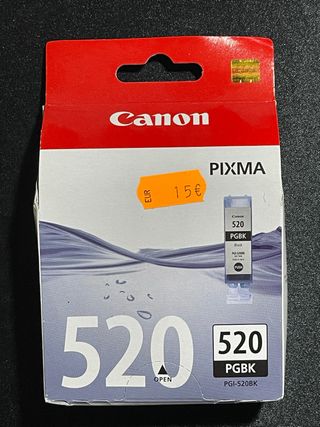 Canon
PIXMA
EUR 15€
Canon
520
PGBK
Black
520
OPEN
520
PGBK
PGI-520BK